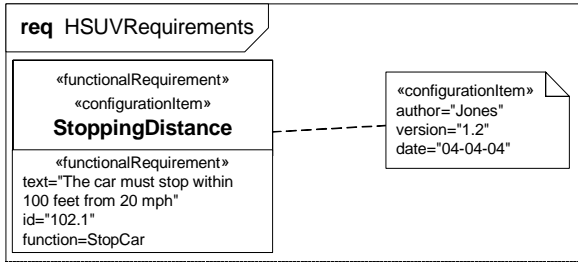 req HSUVRequirements
«functionalRequirement»
«configurationItem»
StoppingDistance
«functionalRequirement»
text="The car must stop within
100 feet from 20 mph"
id="102.1"
function=StopCar
«configurationItem»
author="Jones"
version="1.2"
date="04-04-04"